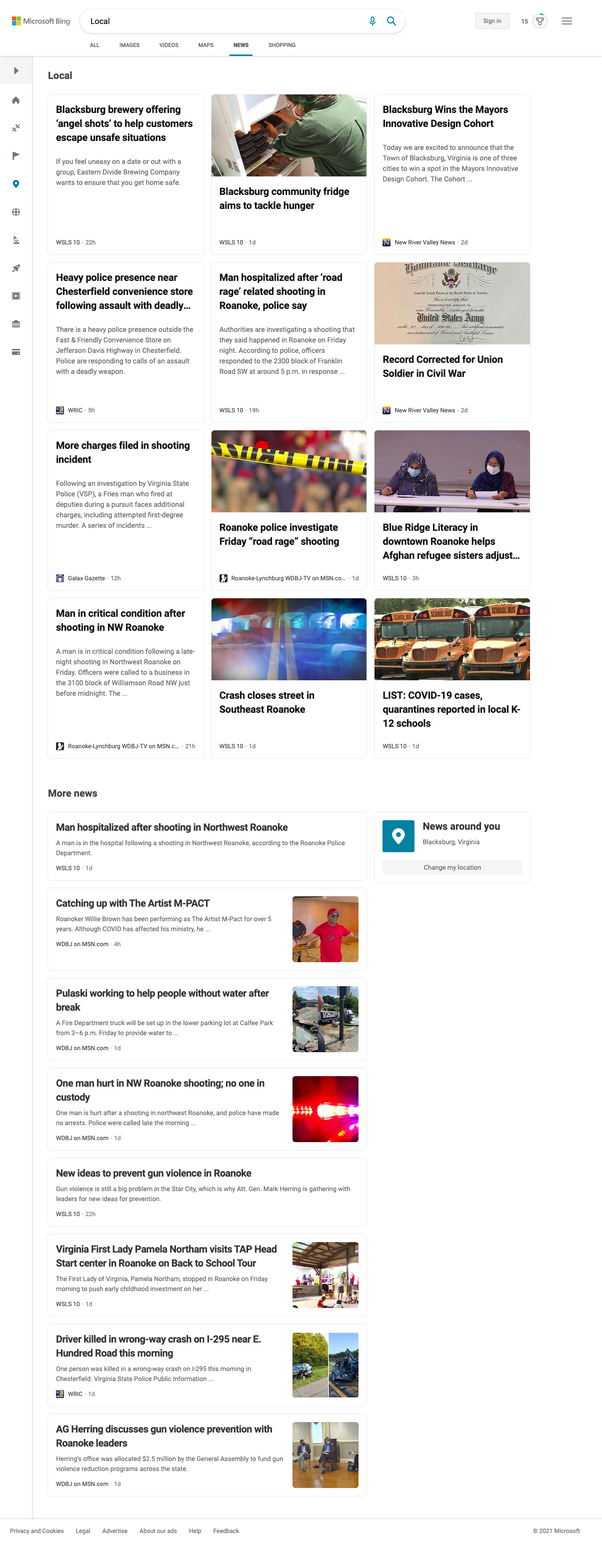 Microsoft Bing
Local
Sign in
15
ALL
IMAGES
VIDEOS
MAPS
NEWS
SHOPPING
Local
Blacksburg brewery offering
‘angel shots’ to help customers
escape unsafe situations
If you feel uneasy on a date or out with a
group, Eastern Divide Brewing Company
wants to ensure that you get home safe.
WSLS 10 · 22h
Blacksburg community fridge
aims to tackle hunger
WSLS 10 · 1d
Blacksburg Wins the Mayors
Innovative Design Cohort
Today we are excited to announce that the
Town of Blacksburg, Virginia is one of three
cities to win a spot in the Mayors Innovative
Design Cohort. The Cohort ...
New River Valley News · 2d
Heavy police presence near
Chesterfield convenience store
following assault with deadly...
There is a heavy police presence outside the
Fast & Friendly Convenience Store on
Jefferson Davis Highway in Chesterfield.
Police are responding to calls of an assault
with a deadly weapon.
WRIC · 5h
Man hospitalized after ‘road
rage’ related shooting in
Roanoke, police say
Authorities are investigating a shooting that
they said happened in Roanoke on Friday
night. According to police, officers
responded to the 2300 block of Franklin
Road SW at around 5 p.m. in response ...
WSLS 10 · 19h
Honorable Discharge
United States Army
Record Corrected for Union
Soldier in Civil War
New River Valley News · 2d
More charges filed in shooting
incident
Following an investigation by Virginia State
Police (VSP), a Fries man who fired at
deputies during a pursuit faces additional
charges, including attempted first-degree
murder. A series of incidents ...
Galax Gazette · 12h
Roanoke police investigate
Friday “road rage” shooting
Roanoke-Lynchburg WDBJ-TV on MSN.co... · 1d
Blue Ridge Literacy in
downtown Roanoke helps
Afghan refugee sisters adjust...
WSLS 10 · 3h
Man in critical condition after
shooting in NW Roanoke
A man is in critical condition following a late-
night shooting in Northwest Roanoke on
Friday. Officers were called to a business in
the 3100 block of Williamson Road NW just
before midnight. The ...
Roanoke-Lynchburg WDBJ-TV on MSN.c... · 21h
Crash closes street in
Southeast Roanoke
WSLS 10 · 1d
SCHOOL BUS
SCHOOL BUS
LIST: COVID-19 cases,
quarantines reported in local K-
12 schools
WSLS 10 · 1d
More news
Man hospitalized after shooting in Northwest Roanoke
A man is in the hospital following a shooting in Northwest Roanoke, according to the Roanoke Police
Department.
WSLS 10 · 1d
News around you
Blacksburg, Virginia
Change my location
Catching up with The Artist M-PACT
Roanoker Willie Brown has been performing as The Artist M-Pact for over 5
years. Although COVID has affected his ministry, he ...
WDBJ on MSN.com · 4h
Pulaski working to help people without water after
break
A Fire Department truck will be set up in the lower parking lot at Calfee Park
from 3–6 p.m. Friday to provide water to ...
WDBJ on MSN.com · 1d
One man hurt in NW Roanoke shooting; no one in
custody
One man is hurt after a shooting in northwest Roanoke, and police have made
no arrests. Police were called late the morning ...
WDBJ on MSN.com · 1d
New ideas to prevent gun violence in Roanoke
Gun violence is still a big problem in the Star City, which is why Att. Gen. Mark Herring is gathering with
leaders for new ideas for prevention.
WSLS 10 · 22h
Virginia First Lady Pamela Northam visits TAP Head
Start center in Roanoke on Back to School Tour
The First Lady of Virginia, Pamela Northam, stopped in Roanoke on Friday
morning to push early childhood investment on her ...
WSLS 10 · 1d
Driver killed in wrong-way crash on I-295 near E.
Hundred Road this morning
One person was killed in a wrong-way crash on I-295 this morning in
Chesterfield. Virginia State Police Public Information ...
WRIC · 1d
AG Herring discusses gun violence prevention with
Roanoke leaders
Herring's office was allocated $2.5 million by the General Assembly to fund gun
violence reduction programs across the state.
WDBJ on MSN.com · 1d
Privacy and Cookies
Legal
Advertise
About our ads
Help
Feedback
© 2021 Microsoft